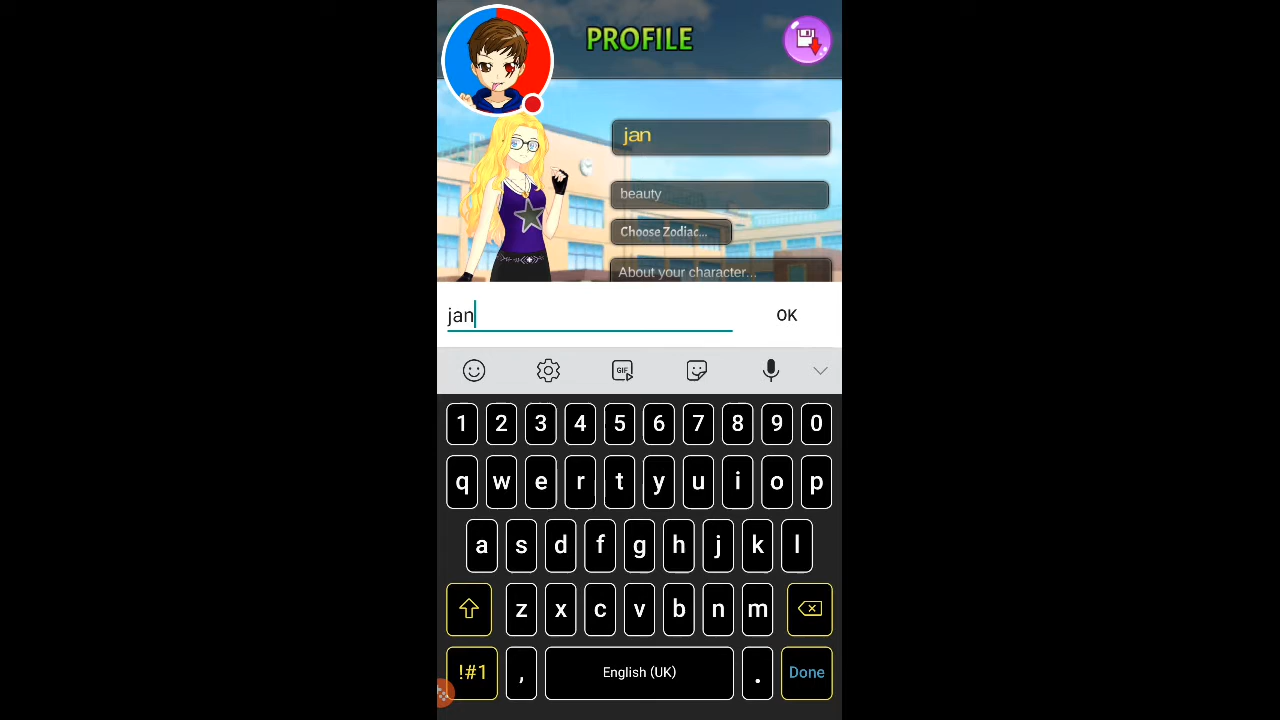 PROFILE
jan
beauty
Choose Zodiac...
About your character...
jan
OK
GIF
1 2 3 4 5 6 7 8 9 0
q w e r t y u i o p
a s d f g h j k l
z x c v b n m
!#1 , English (UK) . Done